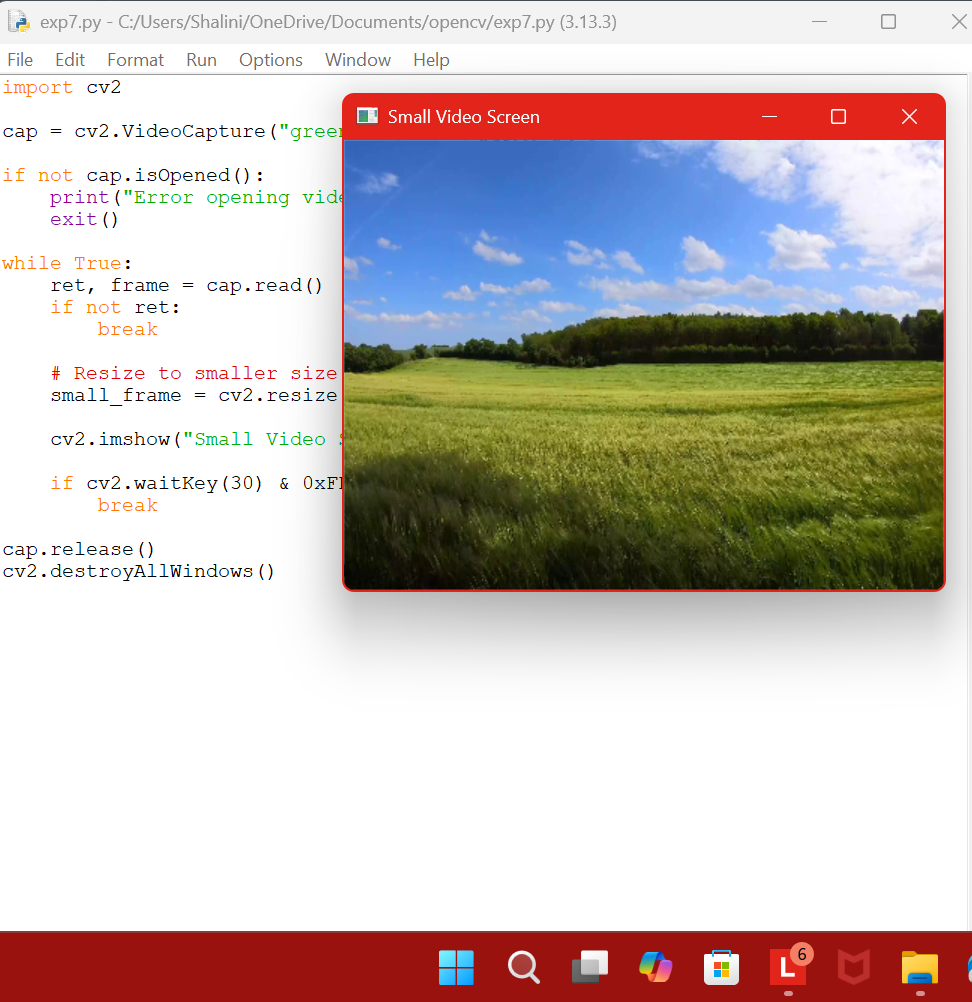 exp7.py - C:/Users/Shalini/OneDrive/Documents/opencv/exp7.py (3.13.3)
File Edit Format Run Options Window Help
import cv2
cap = cv2.VideoCapture("green
if not cap.isOpened():
print("Error opening vide
exit()
while True:
ret, frame = cap.read()
if not ret:
break
# Resize to smaller size
small_frame = cv2.resize
cv2.imshow("Small Video
if cv2.waitKey(30) & 0xF
break
cap.release()
cv2.destroyAllWindows()
Small Video Screen
L 6